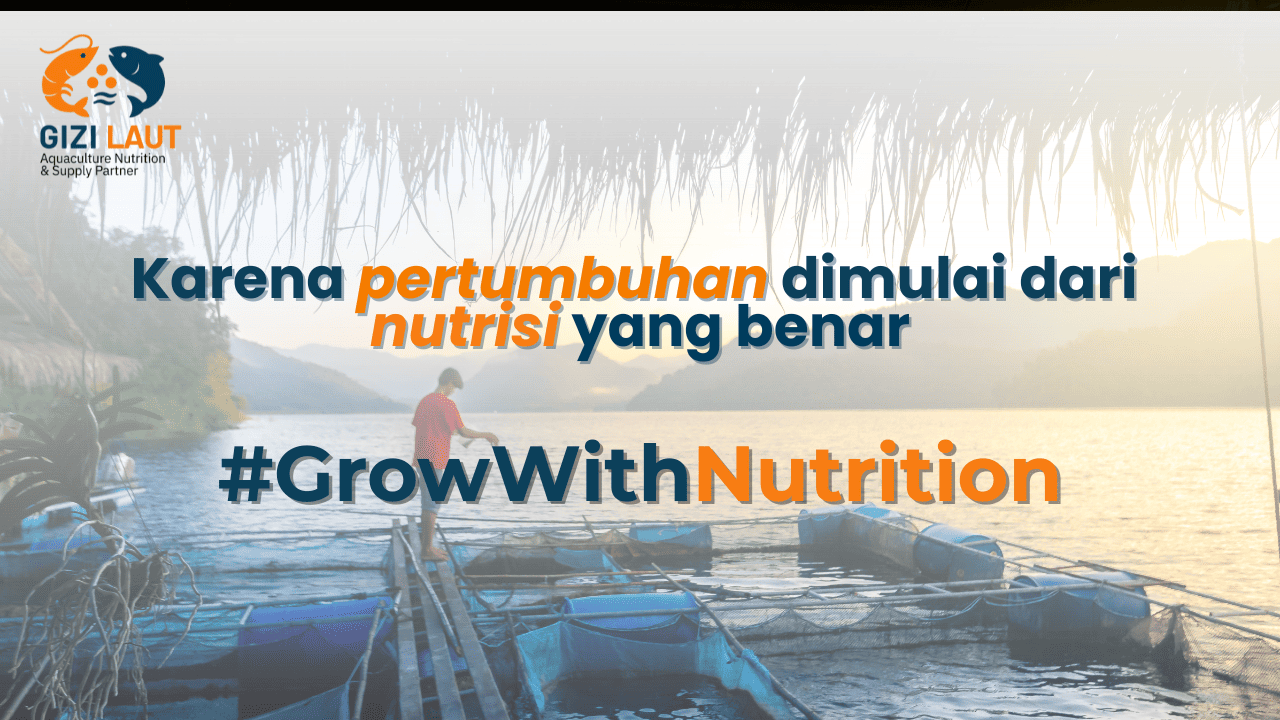 GIZI LAUT
Aquaculture Nutrition
& Supply Partner
Karena pertumbuhan dimulai dari
nutrisi yang benar
#GrowWithNutrition